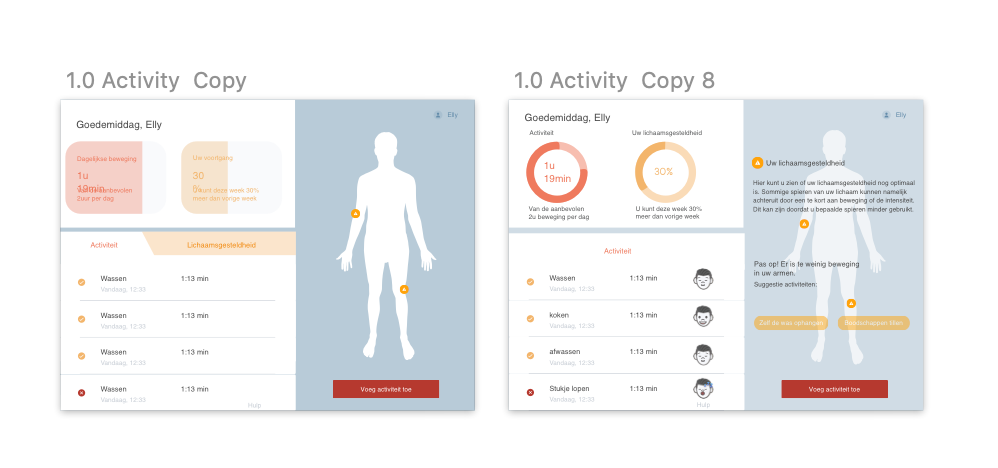 1.0 Activity Copy
Goedemiddag, Elly
Elly
Dagelijkse beweging
1u
19min
Van de aanbevolen
2uur per dag
Uw voortgang
30
%
U kunt deze week 30%
meer dan vorige week
Activiteit
Lichaamsgesteldheid
Wassen
1:13 min
Vandaag, 12:33
Wassen
1:13 min
Vandaag, 12:33
Wassen
1:13 min
Vandaag, 12:33
Wassen
1:13 min
Vandaag, 12:33
Hulp
Voeg activiteit toe
1.0 Activity Copy 8
Goedemiddag, Elly
Elly
Activiteit
Uw lichaamsgesteldheid
1u
19min
30%
Van de aanbevolen
2u beweging per dag
U kunt deze week 30%
meer dan vorige week
Activiteit
Wassen
1:13 min
Vandaag, 12:33
koken
1:13 min
Vandaag, 12:33
afwassen
1:13 min
Vandaag, 12:33
Stukje lopen
1:13 min
Vandaag, 12:33
Hulp
Uw lichaamsgesteldheid
Hier kunt u zien of uw lichaamsgesteldheid nog optimaal
is. Sommige spieren van uw lichaam kunnen namelijk
achteruit door een te kort aan beweging of de intensiteit.
Dit kan zijn doordat u bepaalde spieren minder gebruikt.
Pas op! Er is te weinig beweging
in uw armen.
Suggestie activiteiten:
Zelf de was ophangen
Boodschappen tillen
Voeg activiteit toe